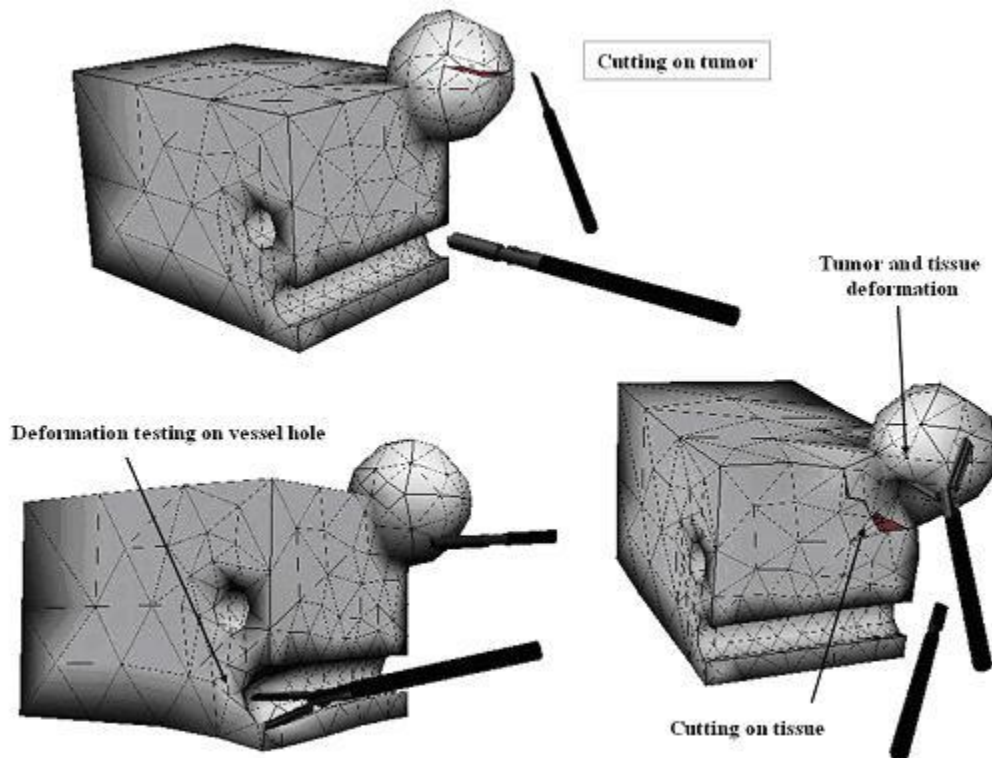 Cutting on tumor
Tumor and tissue
deformation
Deformation testing on vessel hole
Cutting on tissue